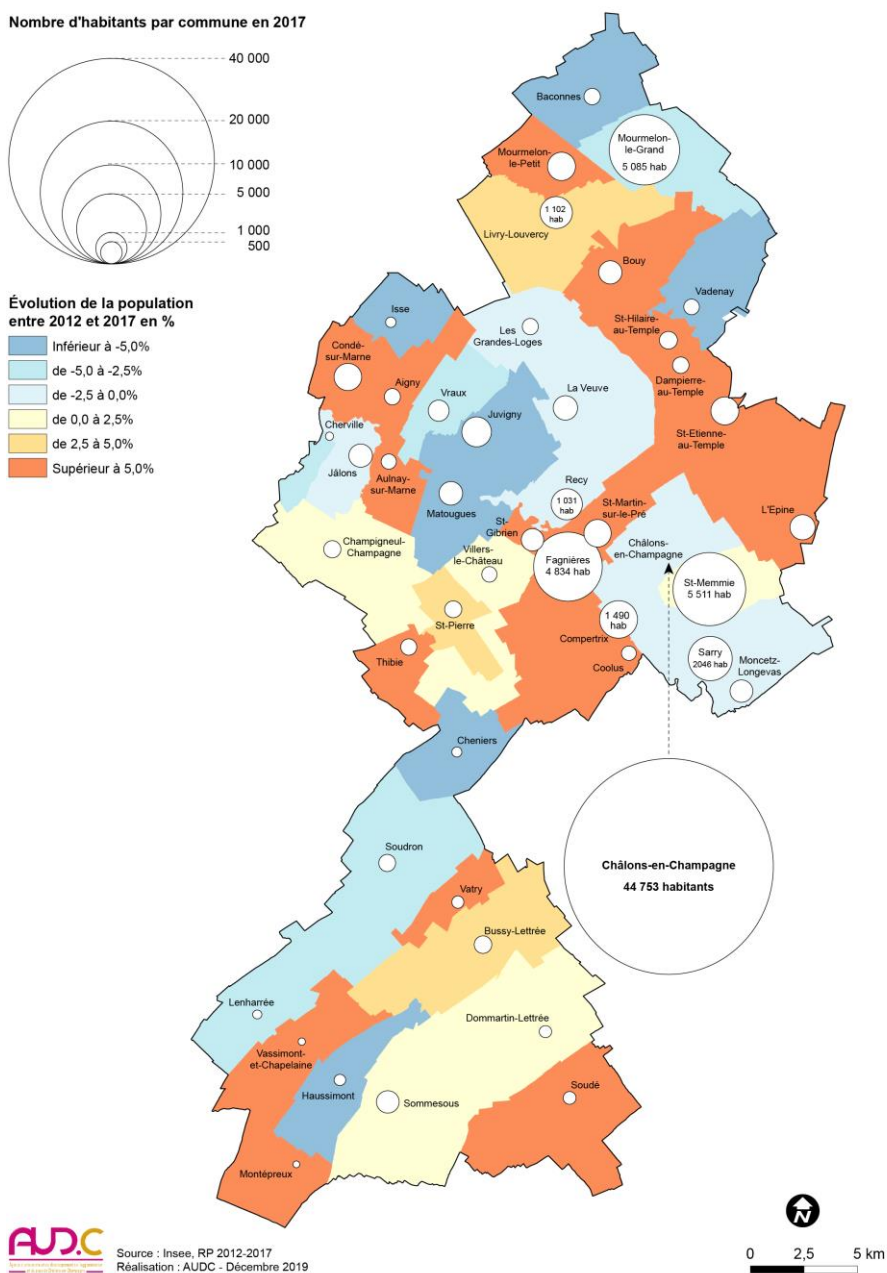 Nombre d'habitants par commune en 2017
40 000
20 000
10 000
5 000
1 000
500
Évolution de la population
entre 2012 et 2017 en %
Inférieur à -5,0%
de -5,0 à -2,5%
de -2,5 à 0,0%
de 0,0 à 2,5%
de 2,5 à 5,0%
Supérieur à 5,0%
Baconnes
Mourmelon-
le-Grand
5 085 hab
Mourmelon-
le-Petit
1 102
hab
Livry-Louvercy
Bouy
Vadenay
Isse
Les
Grandes-Loges
St-Hilaire-
au-Temple
Condé-
sur-Marne
Aigny
Dampierre-
au-Temple
Vraux
La Veuve
Juvigny
Cherville
St-Etienne-
au-Temple
Jâlons
Aulnay-
sur-Marne
Recy
1 031
hab
Matougues
St-Martin-
sur-le-Pré
L'Epine
St-
Gibrien
Châlons-
en-Champagne
Champigneul-
Champagne
Villers-
le-Château
Fagnières
4 834 hab
St-Memmie
5 511 hab
St-Pierre
1 490
hab
Compertrix
Sarry
2046 hab
Thibie
Coolus
Moncetz-
Longevas
Cheniers
Soudron
Châlons-en-Champagne
44 753 habitants
Vatry
Bussy-Lettrée
Lenharrée
Dommartin-Lettrée
Vassimont-
et-Chapelaine
Haussimont
Sommesous
Soudé
Montépreux
N
AUD.C
Source : Insee, RP 2012-2017
Réalisation : AUDC - Décembre 2019
0 2,5 5 km